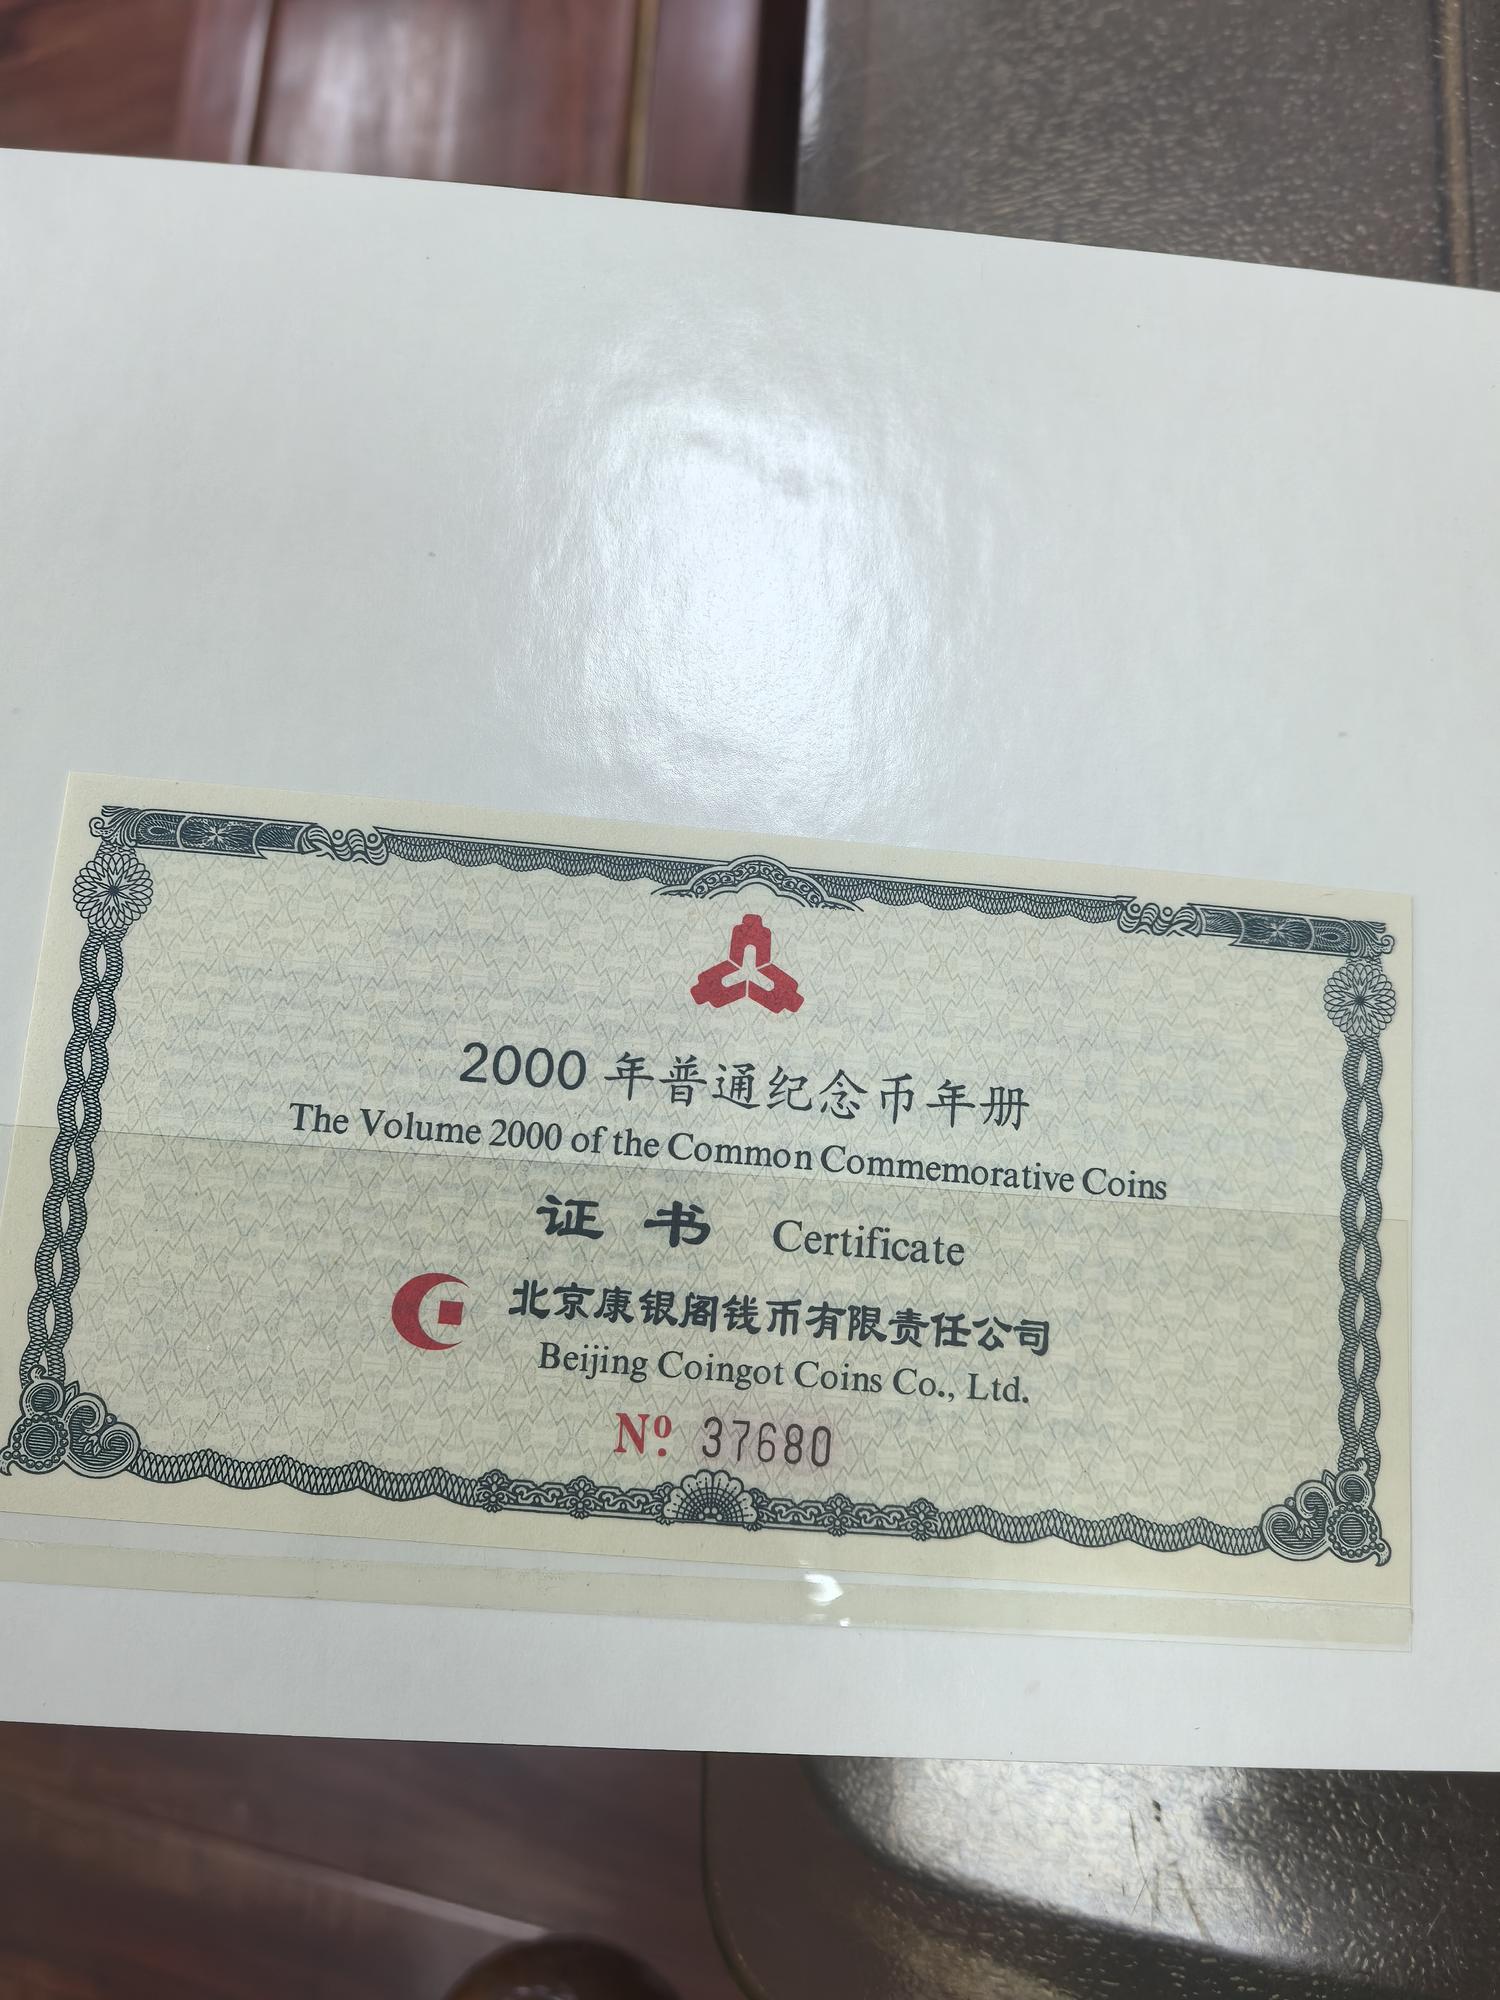 2000 年普通纪念币年册
The Volume 2000 of the Common Commemorative Coins
证 书 Certificate
北京康银阁钱币有限责任公司
Beijing Coingot Coins Co., Ltd.
Nº. 37680